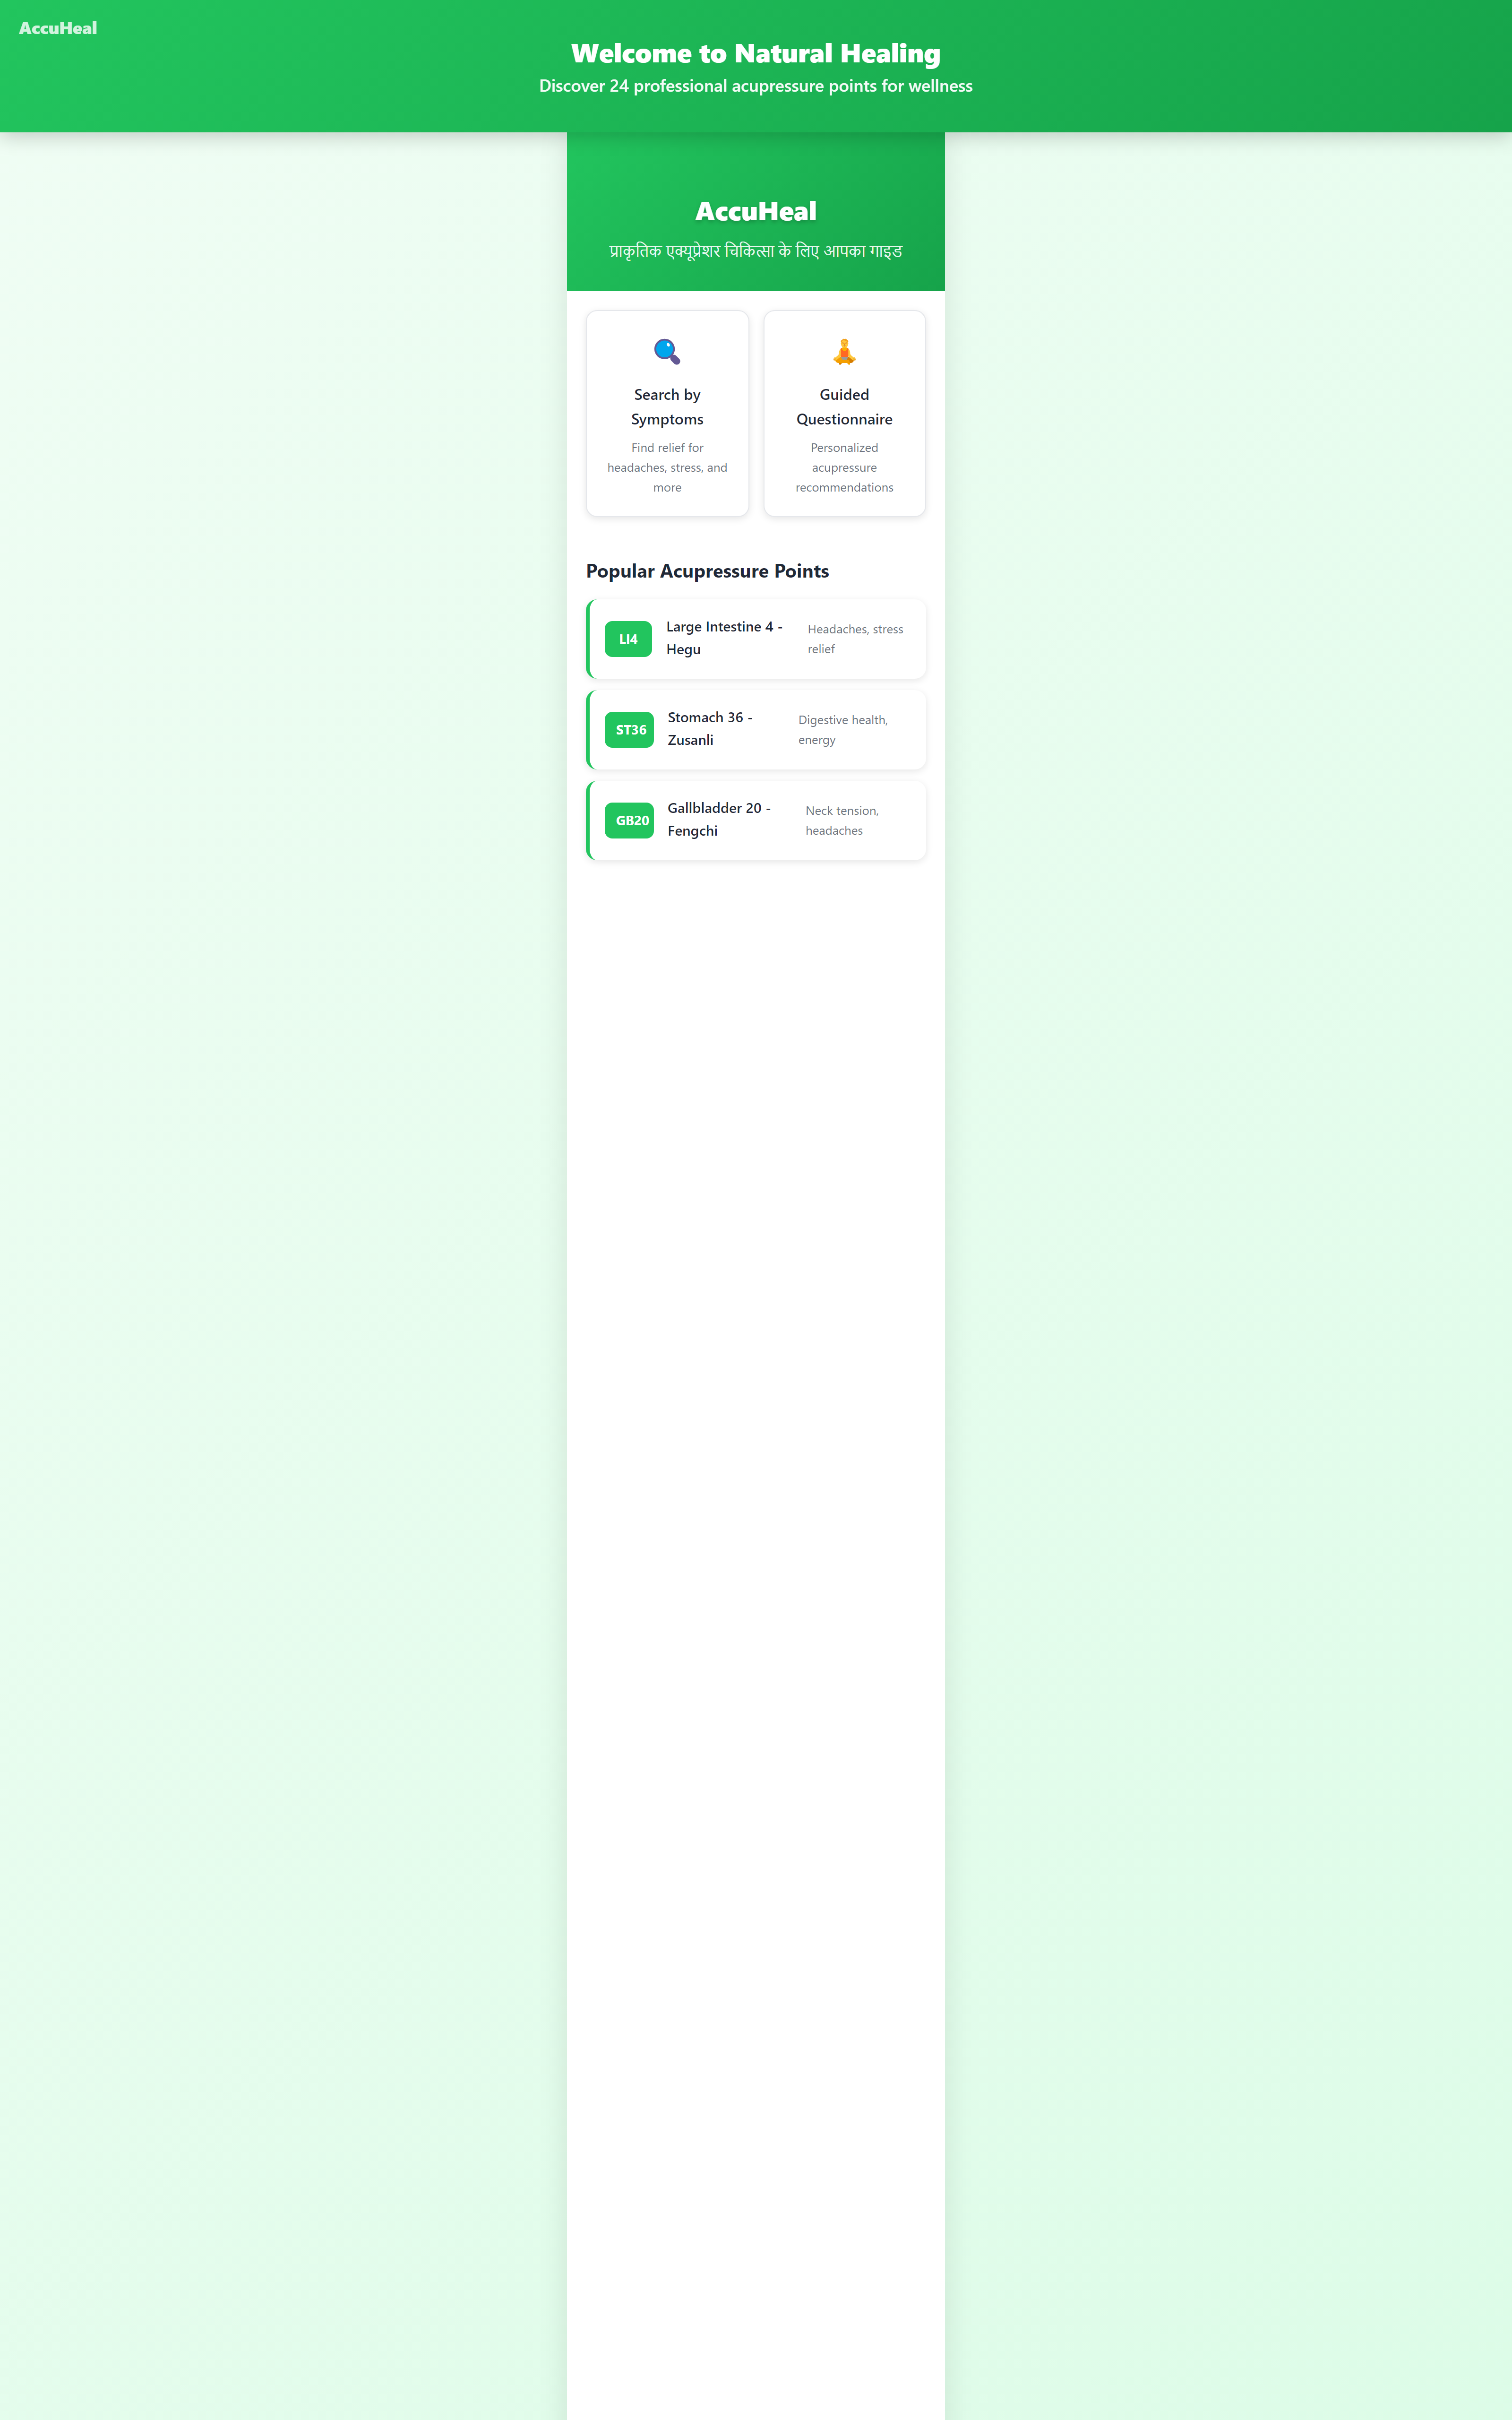 AccuHeal
Welcome to Natural Healing
Discover 24 professional acupressure points for wellness
AccuHeal
प्राकृतिक एक्यूप्रेशर चिकित्सा के लिए आपका गाइड
Search by
Symptoms
Find relief for
headaches, stress, and
more
Guided
Questionnaire
Personalized
acupressure
recommendations
Popular Acupressure Points
LI4
Large Intestine 4 -
Hegu
Headaches, stress
relief
ST36
Stomach 36 -
Zusanli
Digestive health,
energy
GB20
Gallbladder 20 -
Fengchi
Neck tension,
headaches